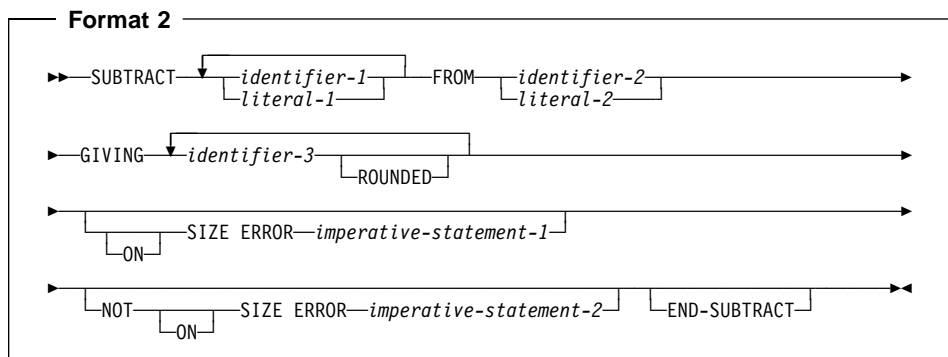 Format 2
SUBTRACT identifier-1 FROM identifier-2
literal-1 literal-2
GIVING identifier-3
ROUNDED
SIZE ERROR imperative-statement-1
ON
NOT SIZE ERROR imperative-statement-2 END-SUBTRACT
ON